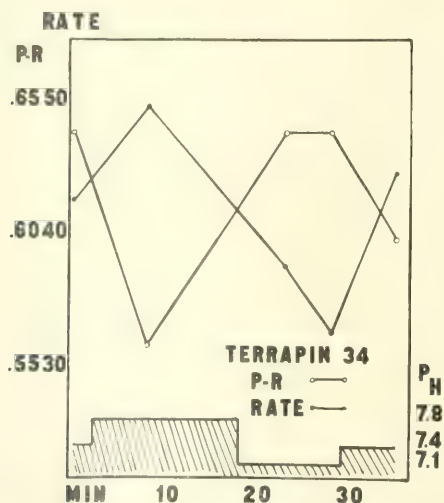 RATE
P-R
.6550
.6040
.5530
TERRAPIN 34
P-R
RATE
PH
7.8
7.4
7.1
MIN 10 20 30